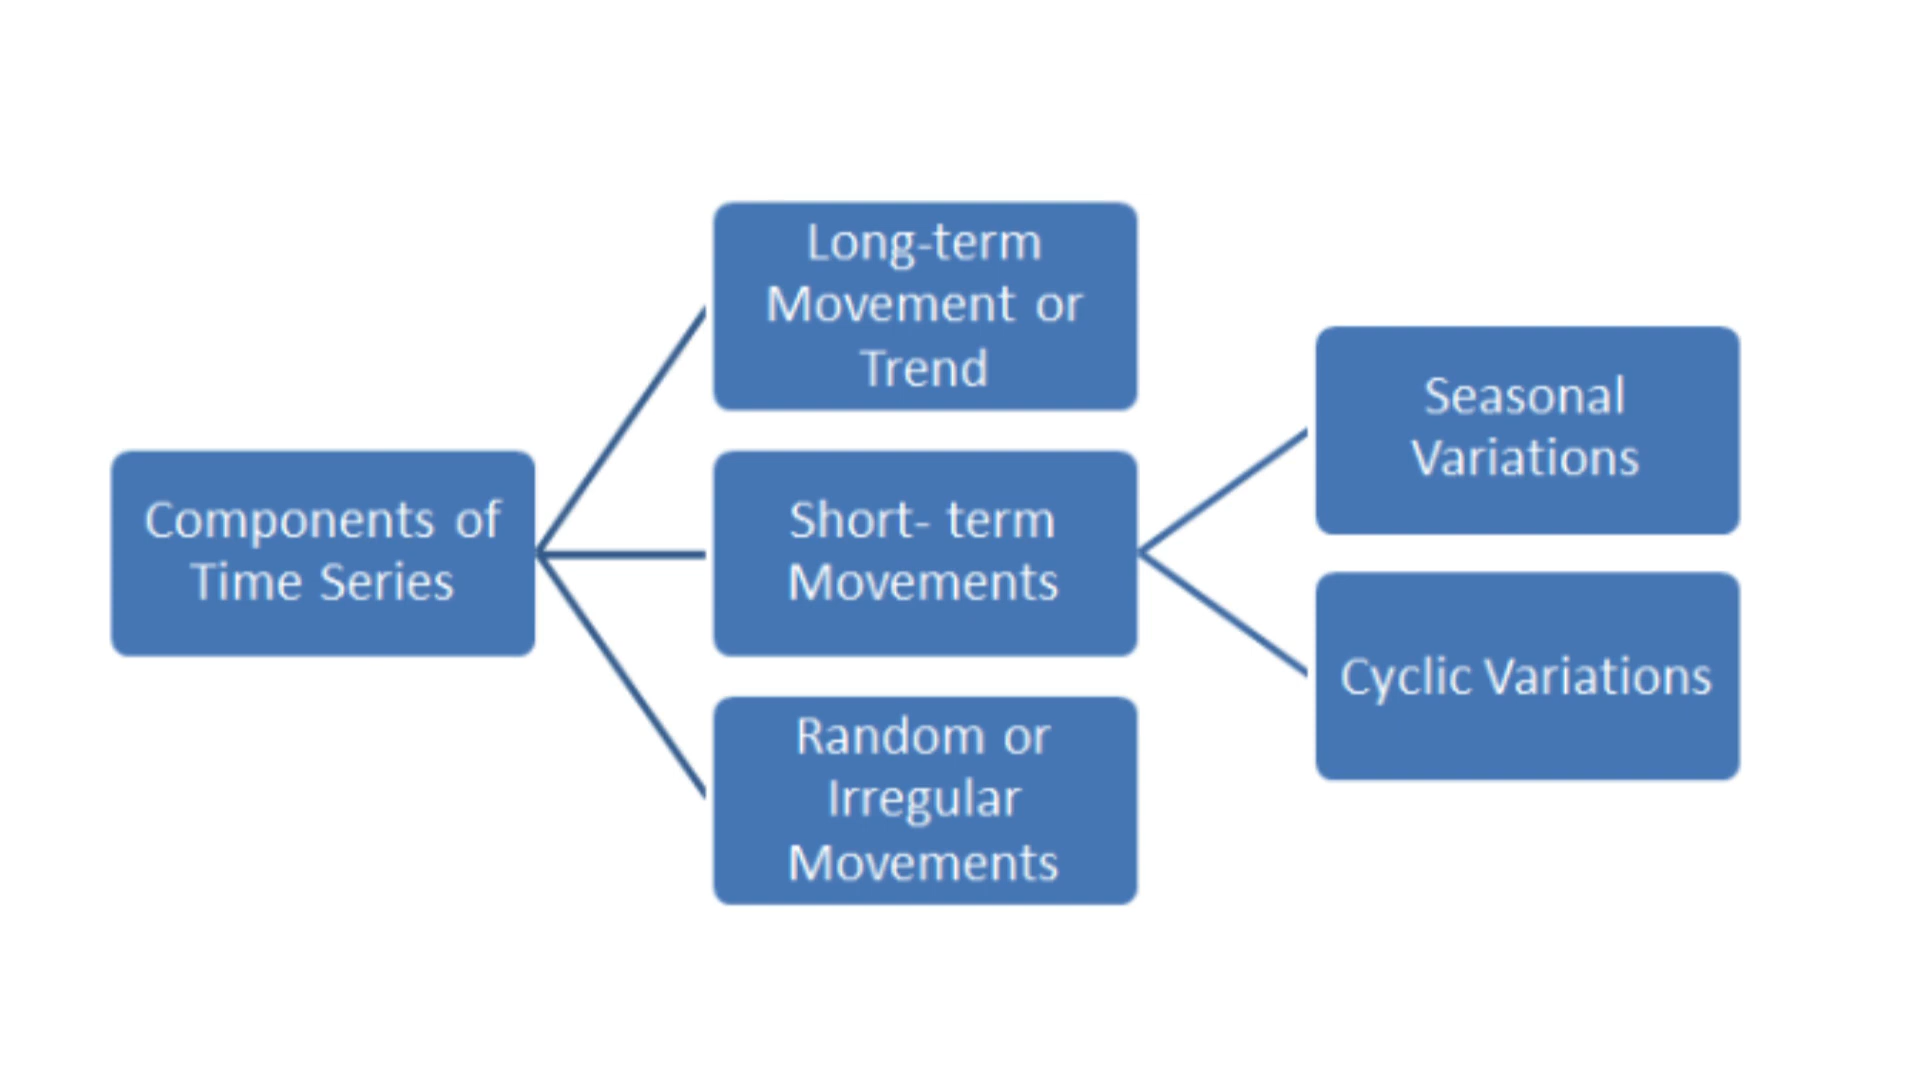 Components of
Time Series
Long-term
Movement or
Trend
Short- term
Movements
Random or
Irregular
Movements
Seasonal
Variations
Cyclic Variations